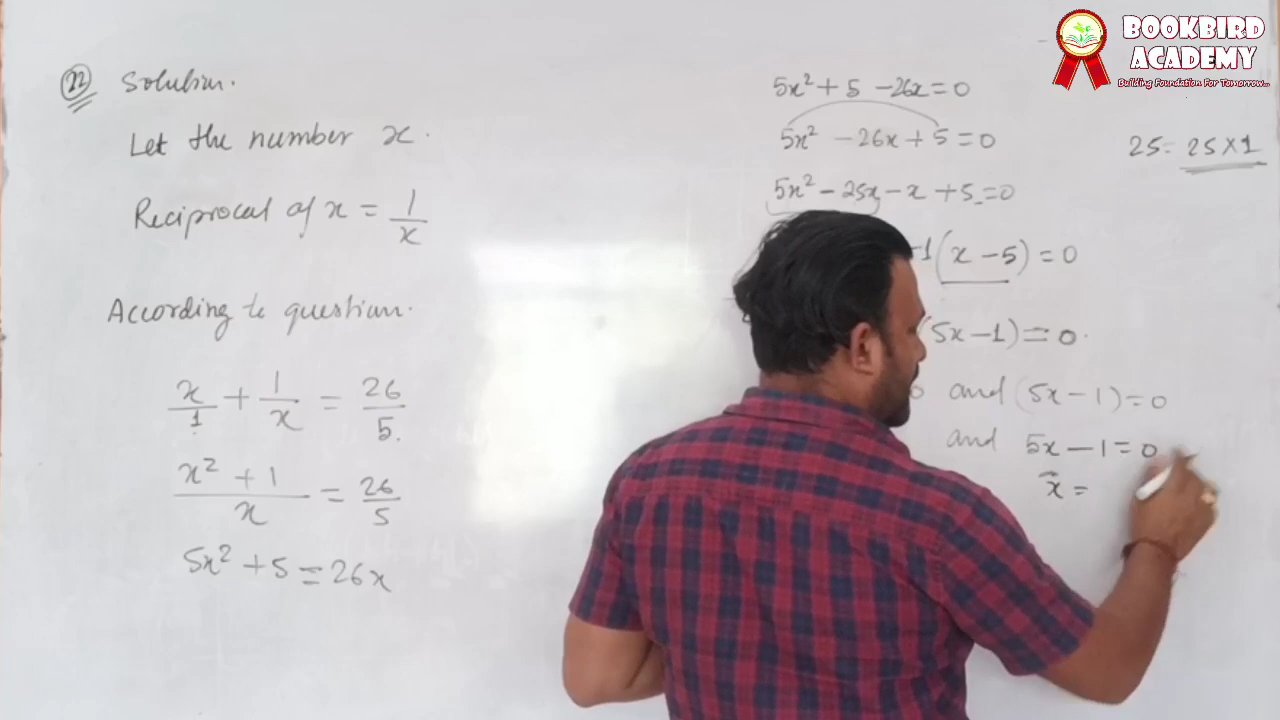 22 Solution.
Let the number x.
Reciprocal of x = 1/x
According to question.
x/1 + 1/x = 26/5
x² + 1/x = 26/5
5x² + 5 = 26x
5x² + 5 - 26x = 0
5x² - 26x + 5 = 0
5x² - 25x - x + 5 = 0
-1(x - 5) = 0
(5x - 1) = 0.
0 and (5x - 1) = 0
and 5x - 1 = 0
x =
25 = 25 × 1
BOOKBIRD
ACADEMY
Building Foundation For Tomorrow...